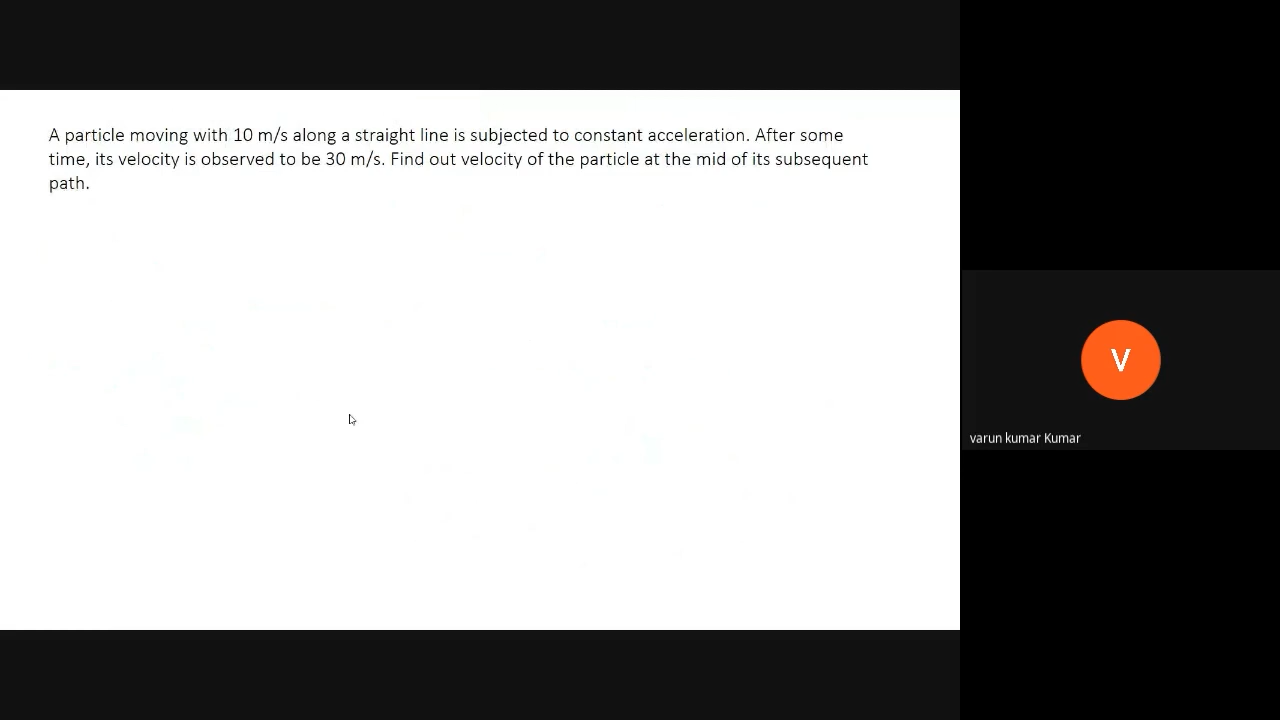 A particle moving with 10 m/s along a straight line is subjected to constant acceleration. After some
time, its velocity is observed to be 30 m/s. Find out velocity of the particle at the mid of its subsequent
path.
V
varun kumar Kumar